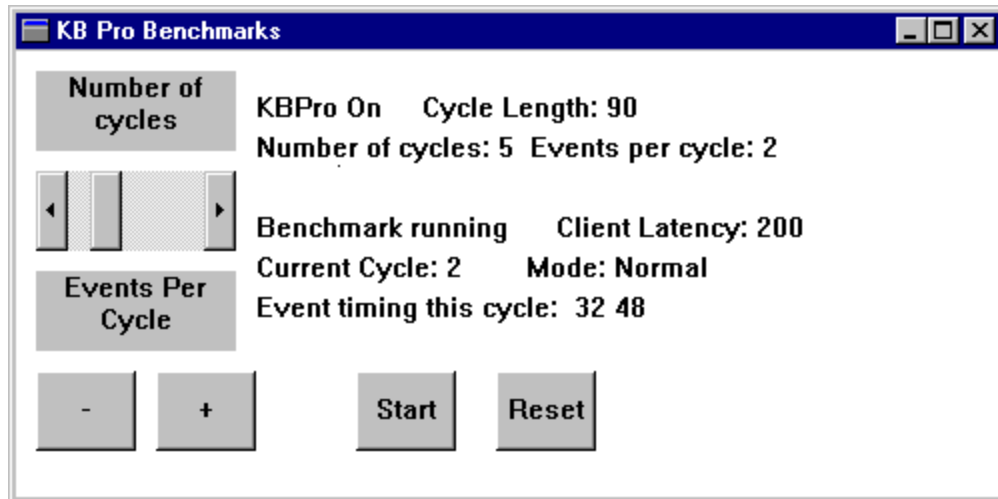 KB Pro Benchmarks
Number of
cycles
KBPro On Cycle Length: 90
Number of cycles: 5 Events per cycle: 2
Benchmark running Client Latency: 200
Current Cycle: 2 Mode: Normal
Event timing this cycle: 32 48
Events Per
Cycle
- +
Start Reset